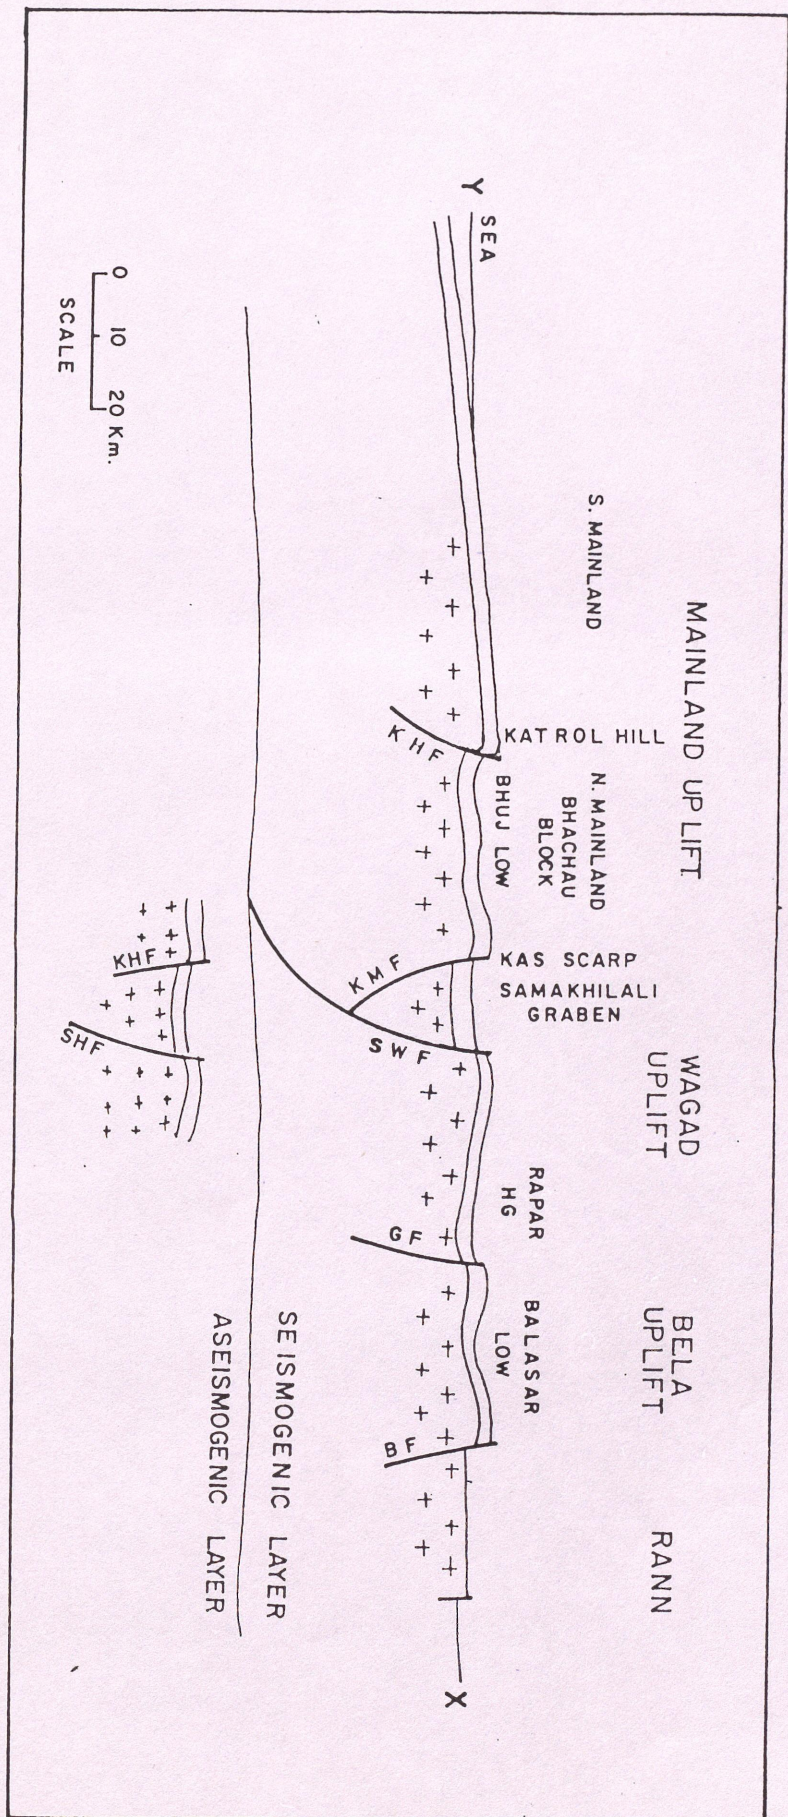 MAINLAND UPLIFT
WAGAD
UPLIFT
BELA
UPLIFT
RANN
S. MAINLAND
N. MAINLAND
BHACHAU
BLOCK
BHUJ LOW
KATROL HILL
KAS SCARP
SAMAKHILALI
GRABEN
RAPAR
HG
BALASAR
LOW
Y
SEA
X
KHF
KMF
SWF
GF
BF
SEISMOGENIC LAYER
ASEISMOGENIC LAYER
KHF
SHF
0 10 20 Km.
SCALE